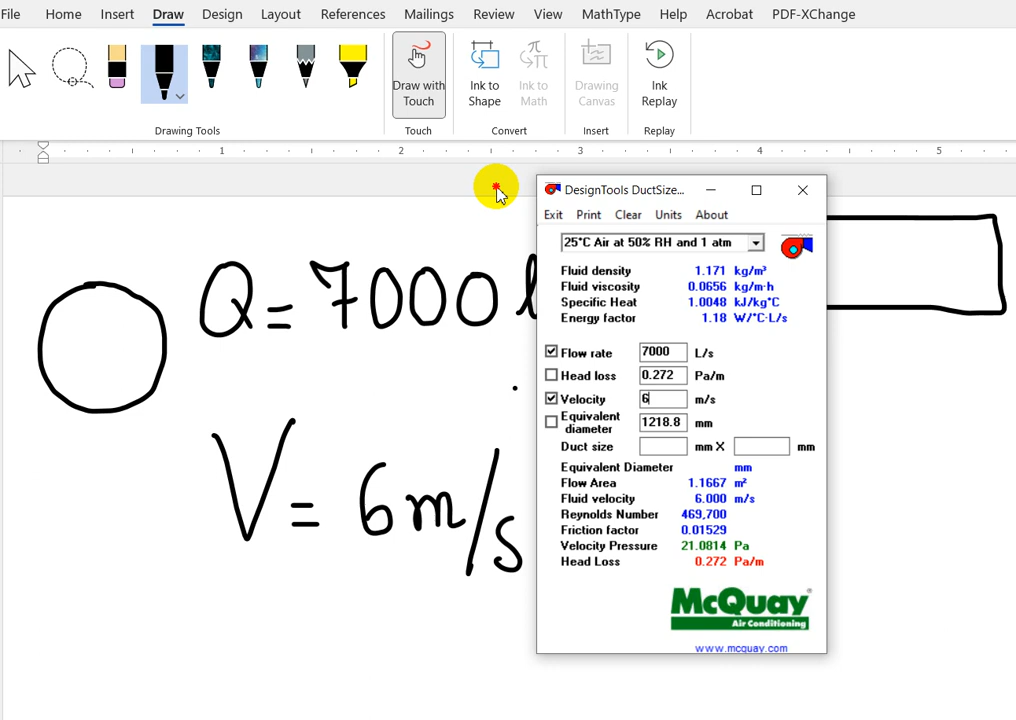 File Home Insert Draw Design Layout References Mailings Review View MathType Help Acrobat PDF-XChange
Draw with Touch
Ink to Shape
Ink to Math
Drawing Canvas
Ink Replay
Drawing Tools Touch Convert Insert Replay
1 2 3 4 5
DesignTools DuctSize...
Exit Print Clear Units About
25°C Air at 50% RH and 1 atm
Fluid density 1.171 kg/m³
Fluid viscosity 0.0656 kg/m·h
Specific Heat 1.0048 kJ/kg°C
Energy factor 1.18 W/°C·L/s
Q = 7000 l
Flow rate 7000 L/s
Head loss 0.272 Pa/m
Velocity 6 m/s
Equivalent diameter 1218.8 mm
Duct size mm X mm
Equivalent Diameter mm
Flow Area 1.1667 m²
Fluid velocity 6.000 m/s
Reynolds Number 469,700
Friction factor 0.01529
Velocity Pressure 21.0814 Pa
Head Loss 0.272 Pa/m
V = 6 m/s
McQuay
Air Conditioning
www.mcquay.com